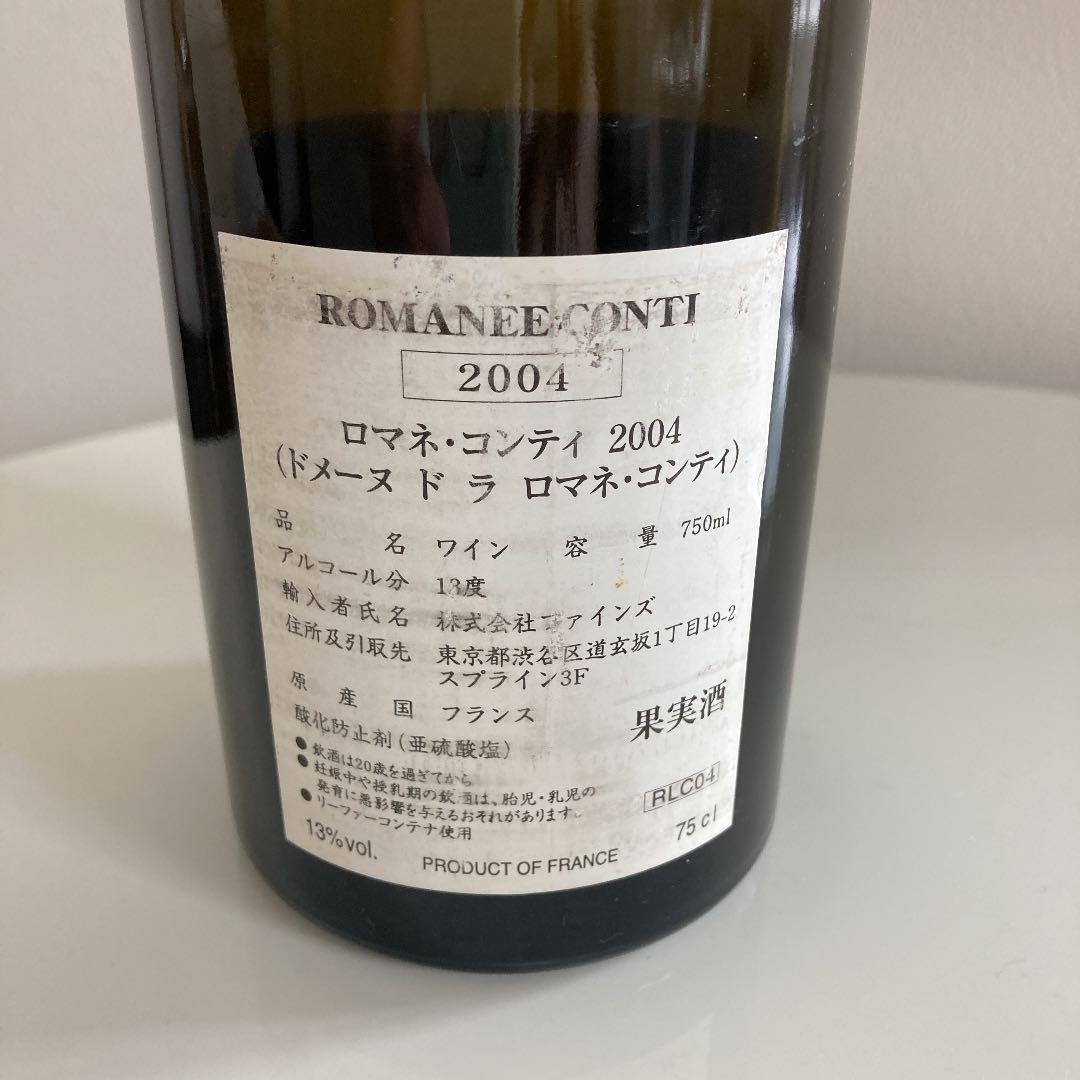 ROMANEE-CONTI
2004
ロマネ・コンティ 2004
(ドメーヌ ド ラ ロマネ・コンティ)
品名 ワイン 容量 750ml
アルコール分 13度
輸入者氏名 株式会社ファインズ
住所及引取先 東京都渋谷区道玄坂1丁目19-2
スプライン3F
原産国 フランス
酸化防止剤(亜硫酸塩)
果実酒
●飲酒は20歳を過ぎてから
●妊娠中や授乳期の飲酒は、胎児・乳児の
発育に悪影響を与えるおそれがあります。
●リーファーコンテナ使用
RLC04
13%vol.
PRODUCT OF FRANCE
75 cl